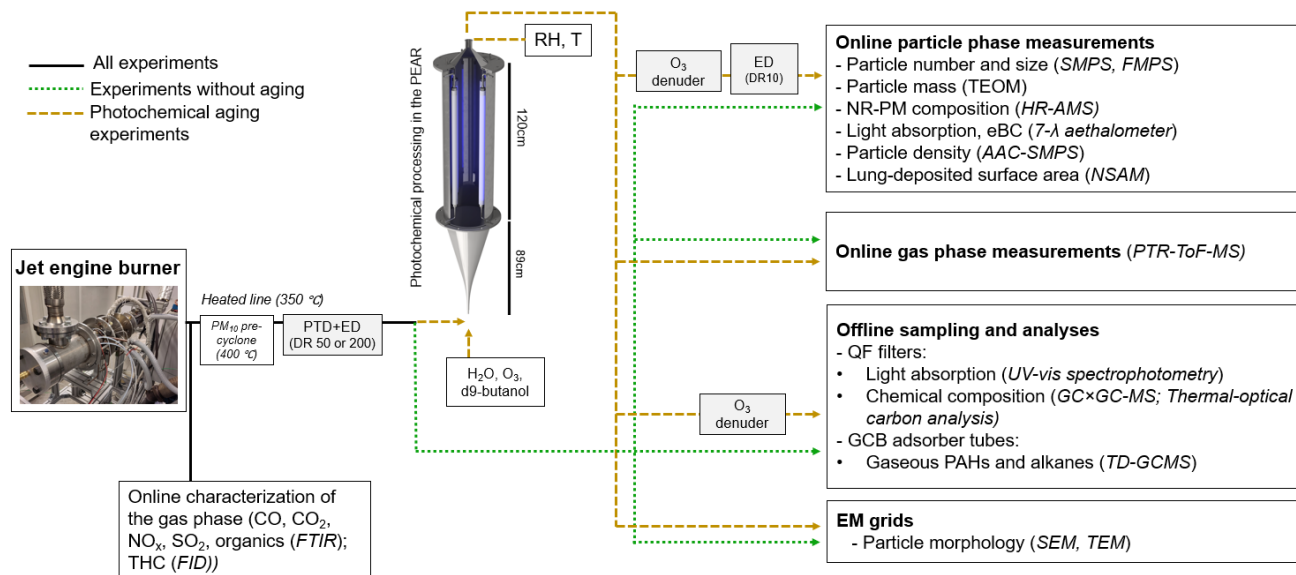 All experiments
Experiments without aging
Photochemical aging
experiments
Jet engine burner
Heated line (350 ℃)
PM10 pre-
cyclone
(400 ℃)
PTD+ED
(DR 50 or 200)
Online characterization of
the gas phase (CO, CO2,
NOx, SO2, organics (FTIR);
THC (FID))
Photochemical processing in the PEAR
RH, T
120cm
89cm
H2O, O3,
d9-butanol
O3
denuder
ED
(DR10)
O3
denuder
Online particle phase measurements
- Particle number and size (SMPS, FMPS)
- Particle mass (TEOM)
- NR-PM composition (HR-AMS)
- Light absorption, eBC (7-λ aethalometer)
- Particle density (AAC-SMPS)
- Lung-deposited surface area (NSAM)
Online gas phase measurements (PTR-ToF-MS)
Offline sampling and analyses
- QF filters:
• Light absorption (UV-vis spectrophotometry)
• Chemical composition (GC×GC-MS; Thermal-optical
carbon analysis)
- GCB adsorber tubes:
• Gaseous PAHs and alkanes (TD-GCMS)
EM grids
- Particle morphology (SEM, TEM)